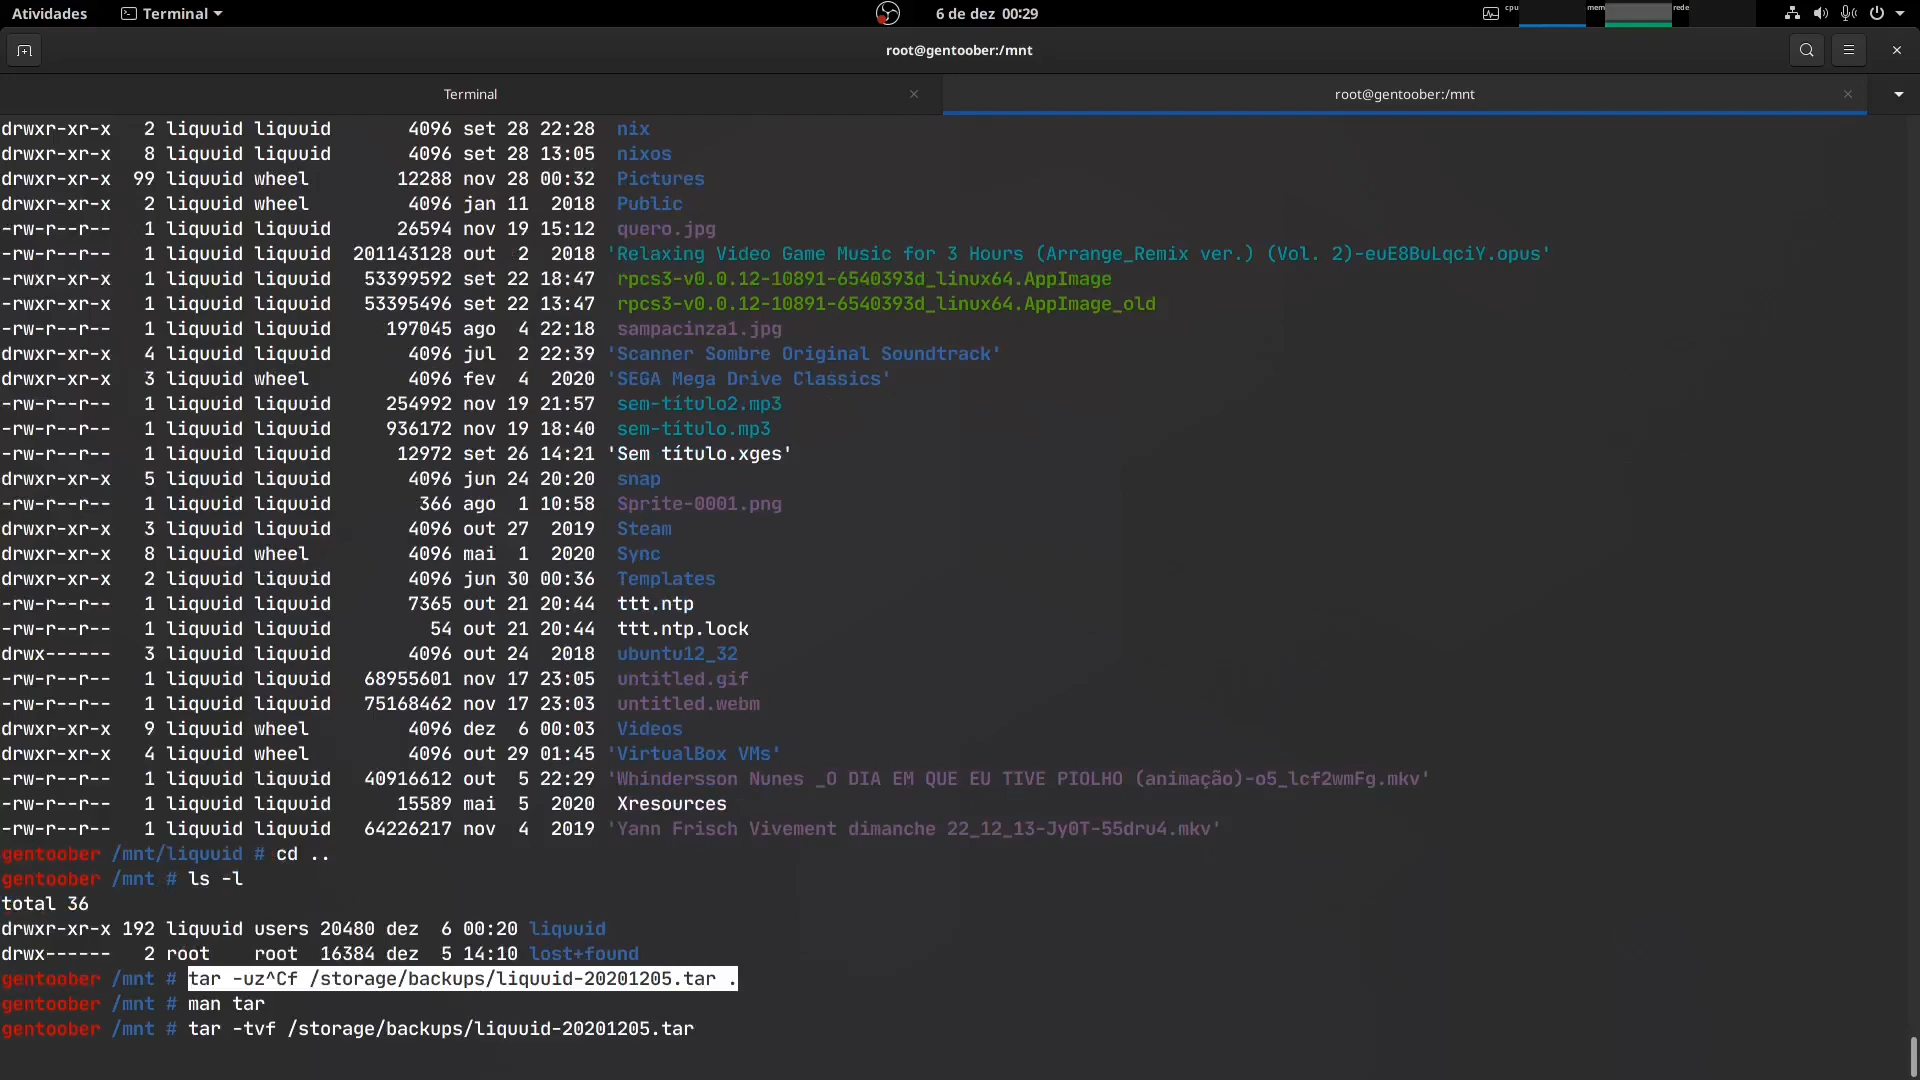 Atividades Terminal 6 de dez 00:29 cpu mem rede
root@gentoober:/mnt
Terminal root@gentoober:/mnt
drwxr-xr-x 2 liquuid liquuid 4096 set 28 22:28 nix
drwxr-xr-x 8 liquuid liquuid 4096 set 28 13:05 nixos
drwxr-xr-x 99 liquuid wheel 12288 nov 28 00:32 Pictures
drwxr-xr-x 2 liquuid wheel 4096 jan 11 2018 Public
-rw-r--r-- 1 liquuid liquuid 26594 nov 19 15:12 quero.jpg
-rw-r--r-- 1 liquuid liquuid 201143128 out 2 2018 'Relaxing Video Game Music for 3 Hours (Arrange_Remix ver.) (Vol. 2)-euE8BuLqciY.opus'
-rwxr-xr-x 1 liquuid liquuid 53399592 set 22 18:47 rpcs3-v0.0.12-10891-6540393d_linux64.AppImage
-rwxr-xr-x 1 liquuid liquuid 53395496 set 22 13:47 rpcs3-v0.0.12-10891-6540393d_linux64.AppImage_old
-rw-r--r-- 1 liquuid liquuid 197045 ago 4 22:18 sampacinza1.jpg
drwxr-xr-x 4 liquuid liquuid 4096 jul 2 22:39 'Scanner Sombre Original Soundtrack'
drwxr-xr-x 3 liquuid wheel 4096 fev 4 2020 'SEGA Mega Drive Classics'
-rw-r--r-- 1 liquuid liquuid 254992 nov 19 21:57 sem-título2.mp3
-rw-r--r-- 1 liquuid liquuid 936172 nov 19 18:40 sem-título.mp3
-rw-r--r-- 1 liquuid liquuid 12972 set 26 14:21 'Sem título.xges'
drwxr-xr-x 5 liquuid liquuid 4096 jun 24 20:20 snap
-rw-r--r-- 1 liquuid liquuid 366 ago 1 10:58 Sprite-0001.png
drwxr-xr-x 3 liquuid liquuid 4096 out 27 2019 Steam
drwxr-xr-x 8 liquuid wheel 4096 mai 1 2020 Sync
drwxr-xr-x 2 liquuid liquuid 4096 jun 30 00:36 Templates
-rw-r--r-- 1 liquuid liquuid 7365 out 21 20:44 ttt.ntp
-rw-r--r-- 1 liquuid liquuid 54 out 21 20:44 ttt.ntp.lock
drwx------ 3 liquuid liquuid 4096 out 24 2018 ubuntu12_32
-rw-r--r-- 1 liquuid liquuid 68955601 nov 17 23:05 untitled.gif
-rw-r--r-- 1 liquuid liquuid 75168462 nov 17 23:03 untitled.webm
drwxr-xr-x 9 liquuid wheel 4096 dez 6 00:03 Videos
drwxr-xr-x 4 liquuid wheel 4096 out 29 01:45 'VirtualBox VMs'
-rw-r--r-- 1 liquuid liquuid 40916612 out 5 22:29 'Whindersson Nunes _O DIA EM QUE EU TIVE PIOLHO (animação)-o5_lcf2wmFg.mkv'
-rw-r--r-- 1 liquuid liquuid 15589 mai 5 2020 Xresources
-rw-r--r-- 1 liquuid liquuid 64226217 nov 4 2019 'Yann Frisch Vivement dimanche 22_12_13-Jy0T-55dru4.mkv'
gentoober /mnt/liquuid # cd ..
gentoober /mnt # ls -l
total 36
drwxr-xr-x 192 liquuid users 20480 dez 6 00:20 liquuid
drwx------ 2 root root 16384 dez 5 14:10 lost+found
gentoober /mnt # tar -uz^Cf /storage/backups/liquuid-20201205.tar .
gentoober /mnt # man tar
gentoober /mnt # tar -tvf /storage/backups/liquuid-20201205.tar